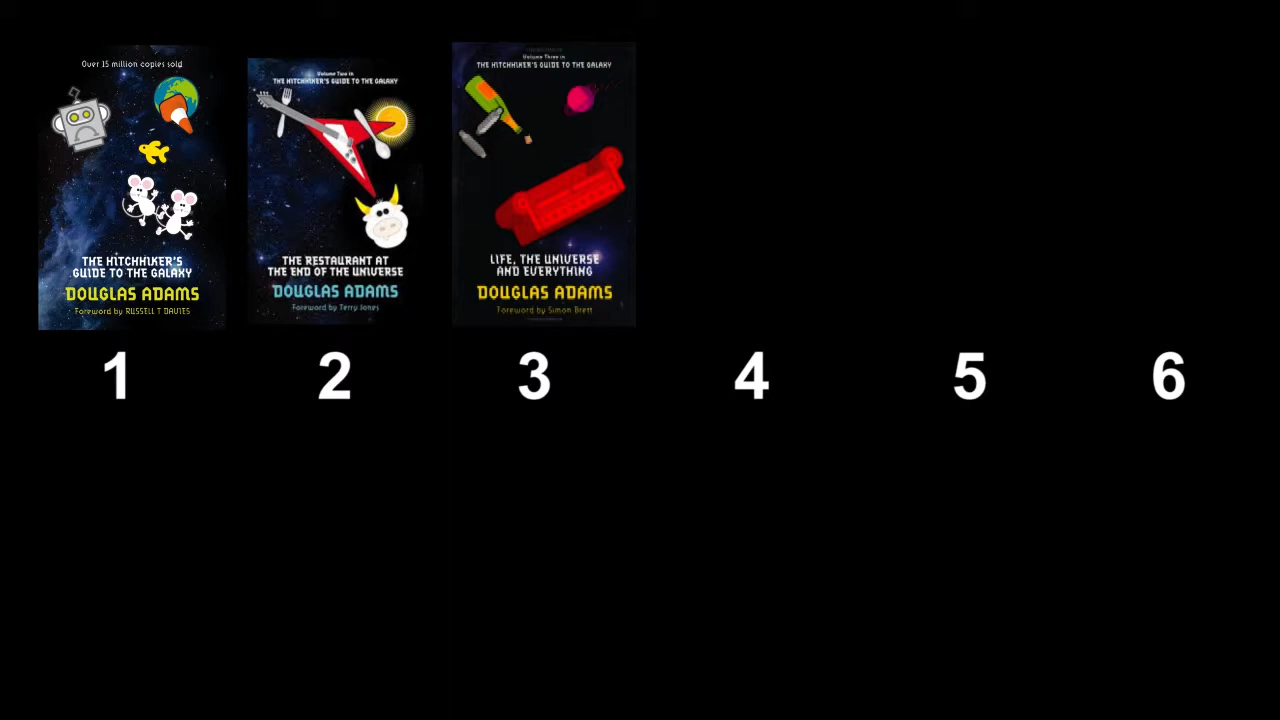 Over 15 million copies sold
THE HITCHHIKER'S
GUIDE TO THE GALAXY
DOUGLAS ADAMS
Foreword by RUSSELL T DAVIES
Volume Two in
THE HITCHHIKER'S GUIDE TO THE GALAXY
THE RESTAURANT AT
THE END OF THE UNIVERSE
DOUGLAS ADAMS
Foreword by Terry Jones
Volume Three in
THE HITCHHIKER'S GUIDE TO THE GALAXY
LIFE, THE UNIVERSE
AND EVERYTHING
DOUGLAS ADAMS
Foreword by Simon Brett
1 2 3 4 5 6